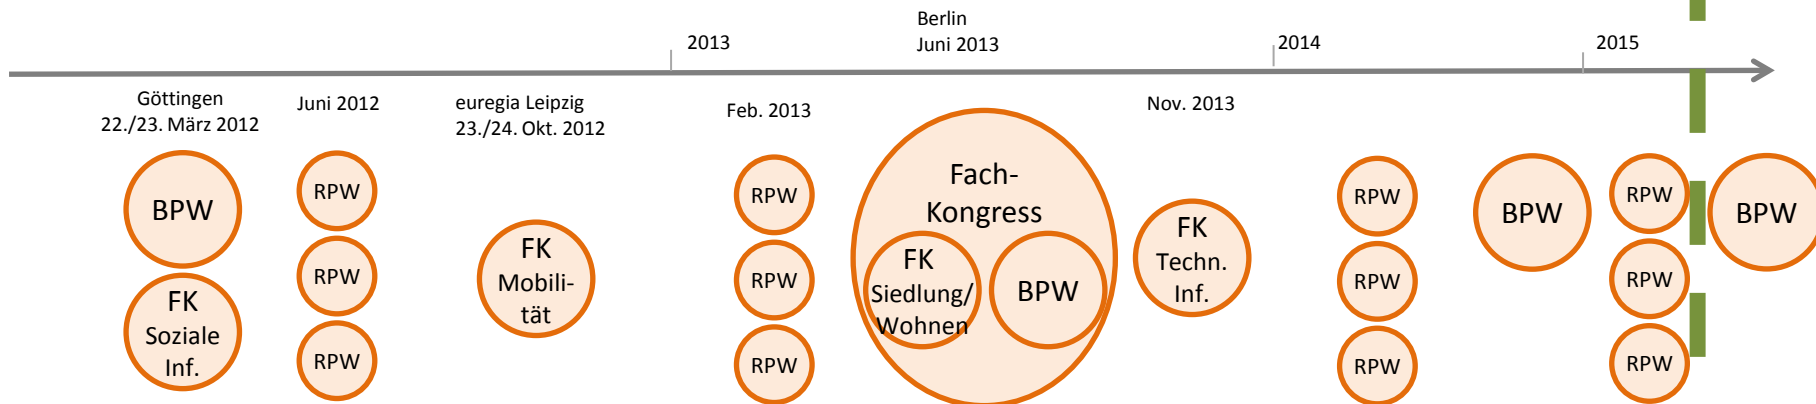 Berlin
Juni 2013
2013
2014
2015
Göttingen
22./23. März 2012
Juni 2012
euregia Leipzig
23./24. Okt. 2012
Feb. 2013
Nov. 2013
BPW
FK
Soziale
Inf.
RPW
RPW
RPW
FK
Mobili-
tät
RPW
RPW
RPW
Fach-
Kongress
FK
Siedlung/
Wohnen
BPW
FK
Techn.
Inf.
RPW
RPW
RPW
BPW
RPW
RPW
RPW
BPW